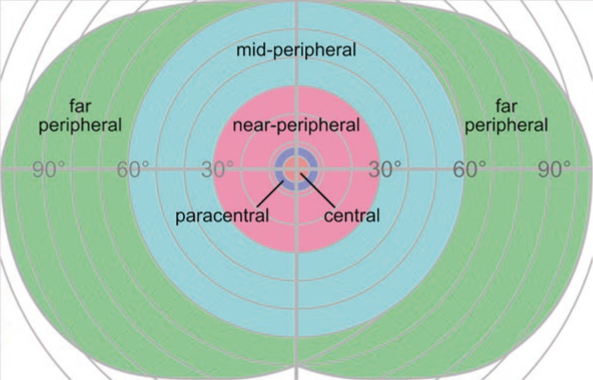 mid-peripheral
far
peripheral
far
peripheral
near-peripheral
90° 60° 30° 30° 60° 90°
paracentral central